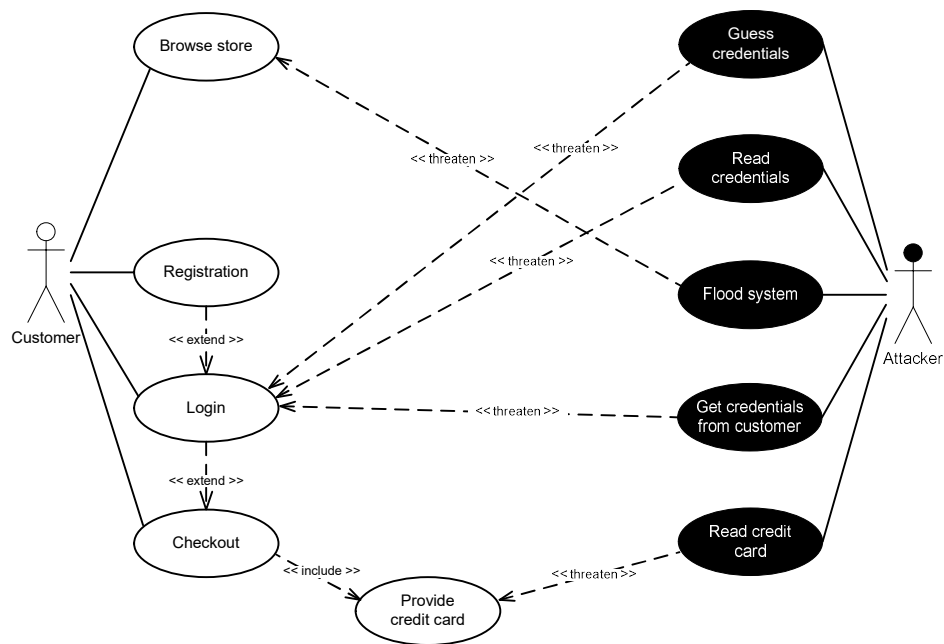 Browse store
Guess
credentials
<< threaten >>
<< threaten >>
Read
credentials
Registration
<< threaten >>
Flood system
Customer
<< extend >>
Attacker
Login
<< threaten >>
Get credentials
from customer
<< extend >>
Checkout
Read credit
card
<< include >>
<< threaten >>
Provide
credit card